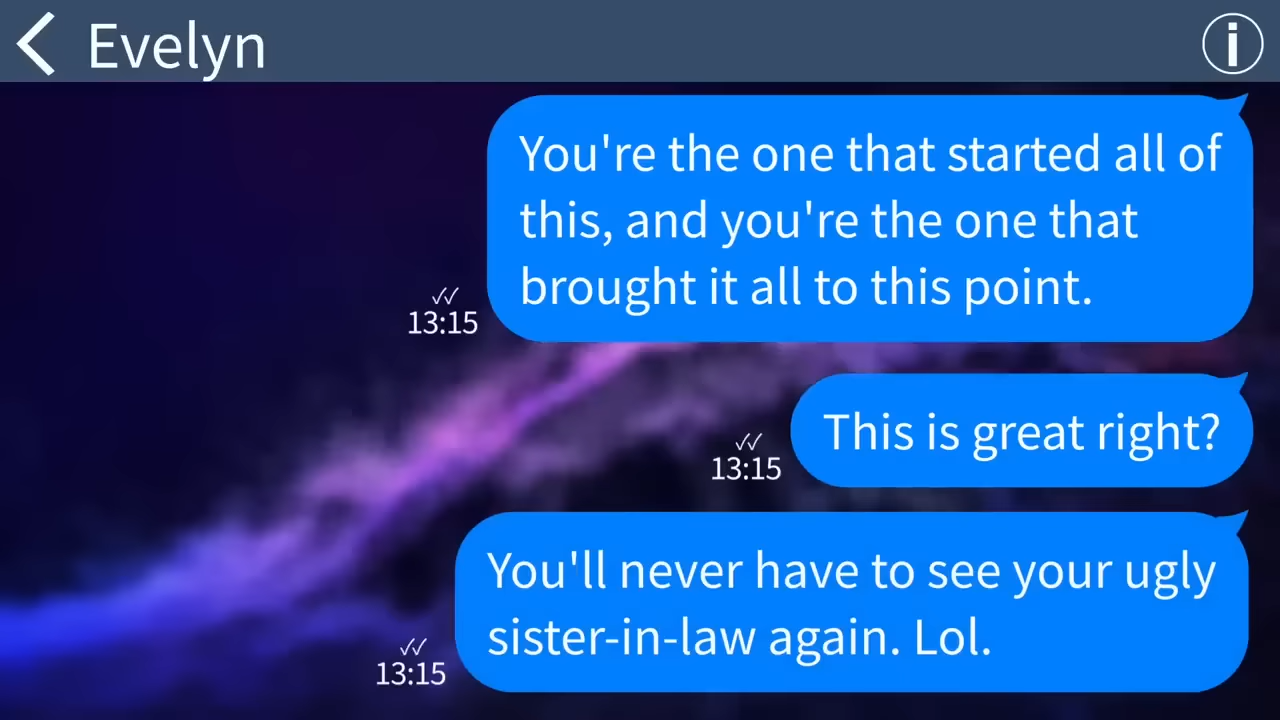 Evelyn
You're the one that started all of
this, and you're the one that
brought it all to this point.
13:15
This is great right?
13:15
You'll never have to see your ugly
sister-in-law again. Lol.
13:15